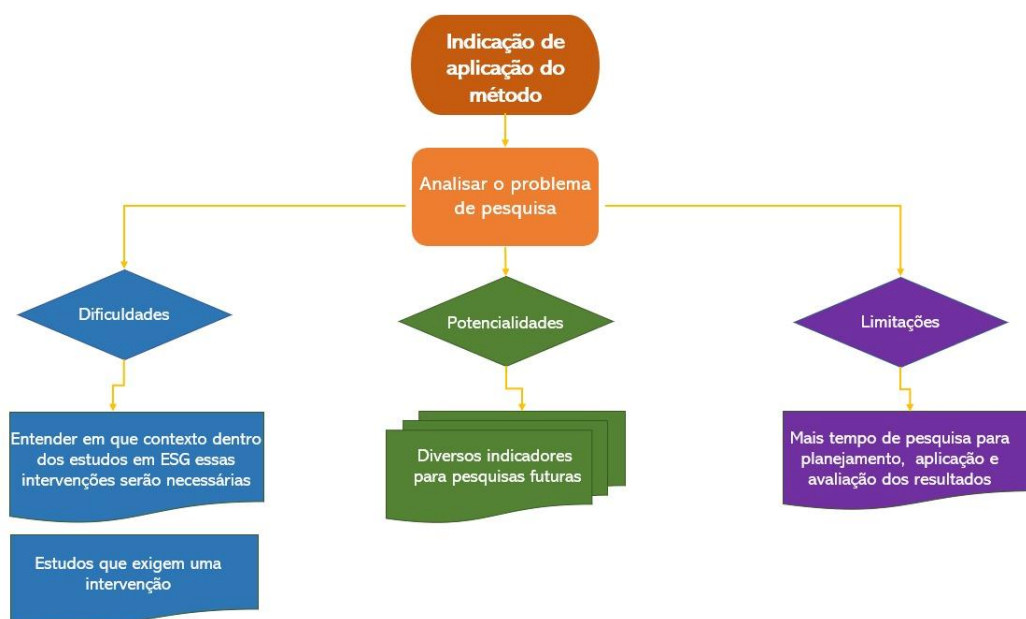 Indicação de
aplicação do
método
Analisar o problema
de pesquisa
Dificuldades
Potencialidades
Limitações
Entender em que contexto dentro
dos estudos em ESG essas
intervenções serão necessárias
Diversos indicadores
para pesquisas futuras
Mais tempo de pesquisa para
planejamento, aplicação e
avaliação dos resultados
Estudos que exigem uma
intervenção